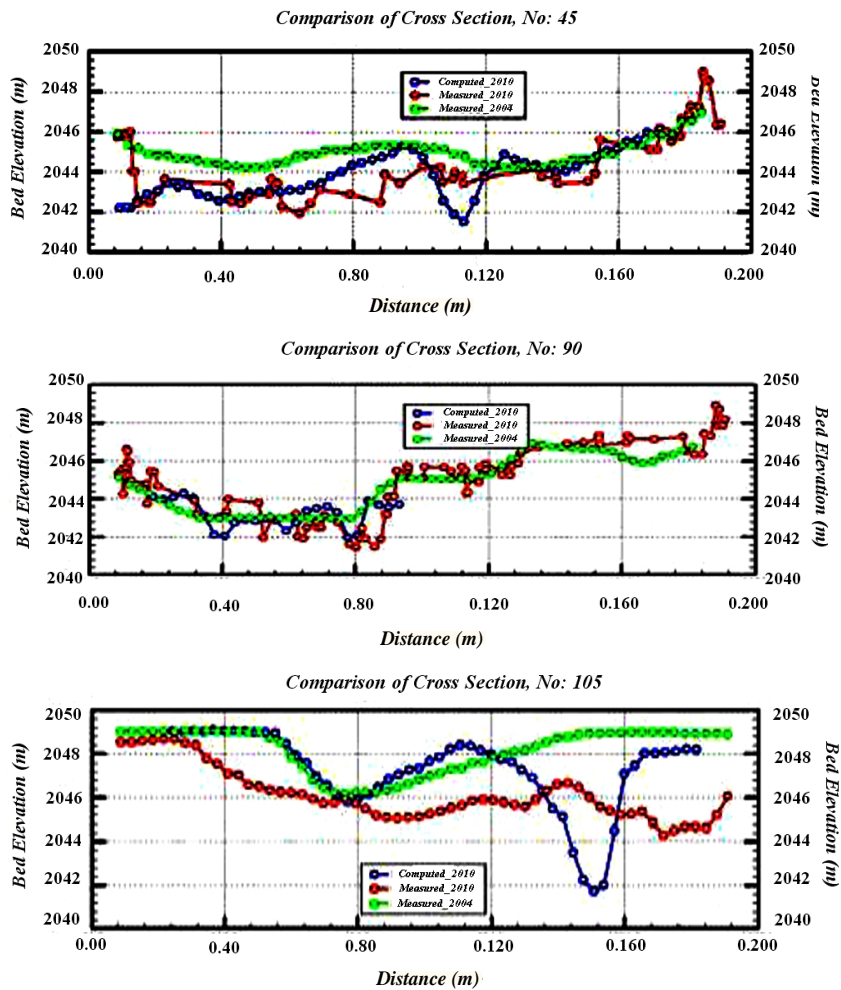 Comparison of Cross Section, No: 45
2050 2050
2048 2048
2046 2046
2044 2044
2042 2042
2040 2040
Bed Elevation (m)
Bed Elevation (m)
Computed_2010
Measured_2010
Measured_2004
0.00 0.40 0.80 0.120 0.160 0.200
Distance (m)
Comparison of Cross Section, No: 90
2050 2050
2048 2048
2046 2046
2044 2044
2042 2042
2040 2040
Bed Elevation (m)
Bed Elevation (m)
Computed_2010
Measured_2010
Measured_2004
0.00 0.40 0.80 0.120 0.160 0.200
Distance (m)
Comparison of Cross Section, No: 105
2050 2050
2048 2048
2046 2046
2044 2044
2042 2042
2040 2040
Bed Elevation (m)
Bed Elevation (m)
Computed_2010
Measured_2010
Measured_2004
0.00 0.40 0.80 0.120 0.160 0.200
Distance (m)